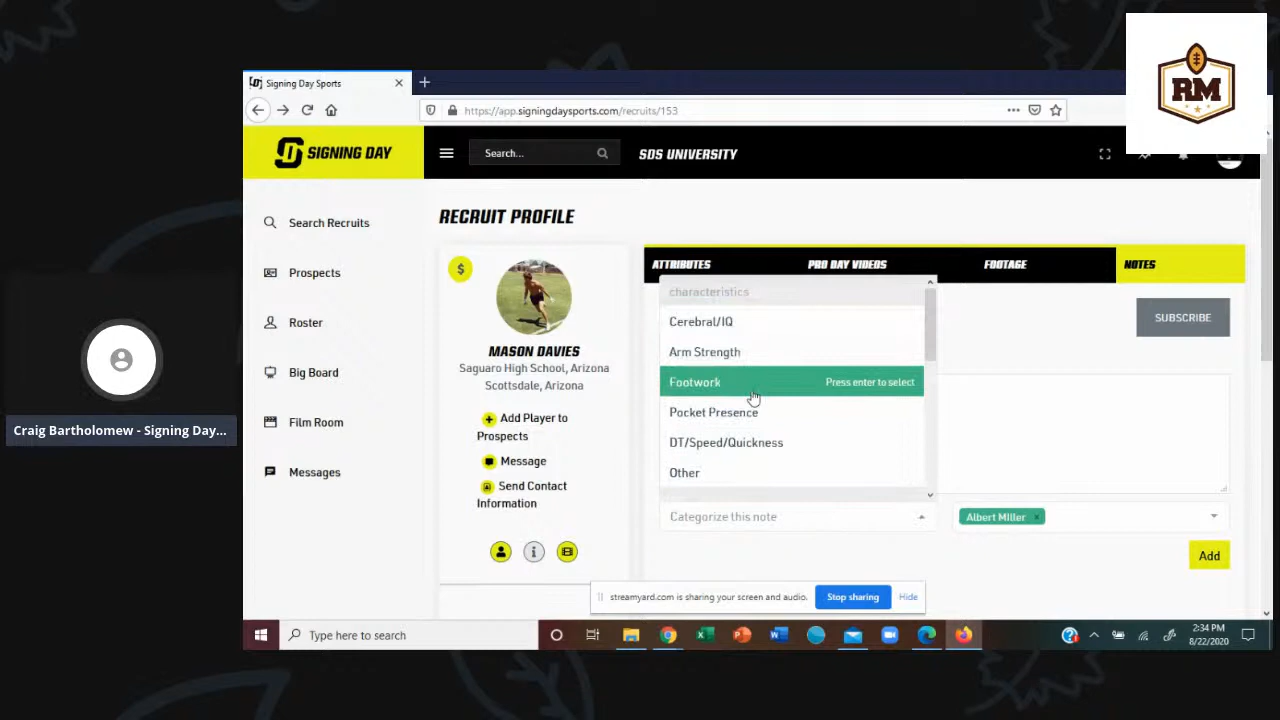 Signing Day Sports
https://app.signingdaysports.com/recruits/153
RM
SIGNING DAY
Search...
SDS UNIVERSITY
Search Recruits
Prospects
Roster
Big Board
Film Room
Messages
RECRUIT PROFILE
$
MASON DAVIES
Saguaro High School, Arizona
Scottsdale, Arizona
Add Player to
Prospects
Message
Send Contact
Information
ATTRIBUTES
PRO DAY VIDEOS
FOOTAGE
NOTES
characteristics
Cerebral/IQ
Arm Strength
Footwork
Press enter to select
Pocket Presence
DT/Speed/Quickness
Other
Categorize this note
SUBSCRIBE
Albert Miller ×
Add
Craig Bartholomew - Signing Day...
streamyard.com is sharing your screen and audio.
Stop sharing
Hide
Type here to search
2:34 PM
8/22/2020